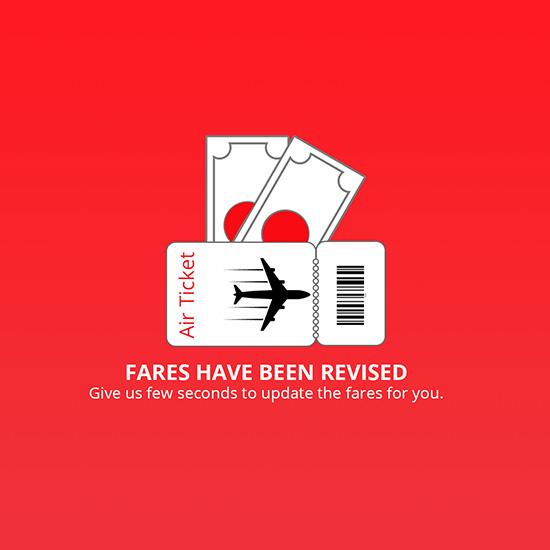 Air Ticket
FARES HAVE BEEN REVISED
Give us few seconds to update the fares for you.